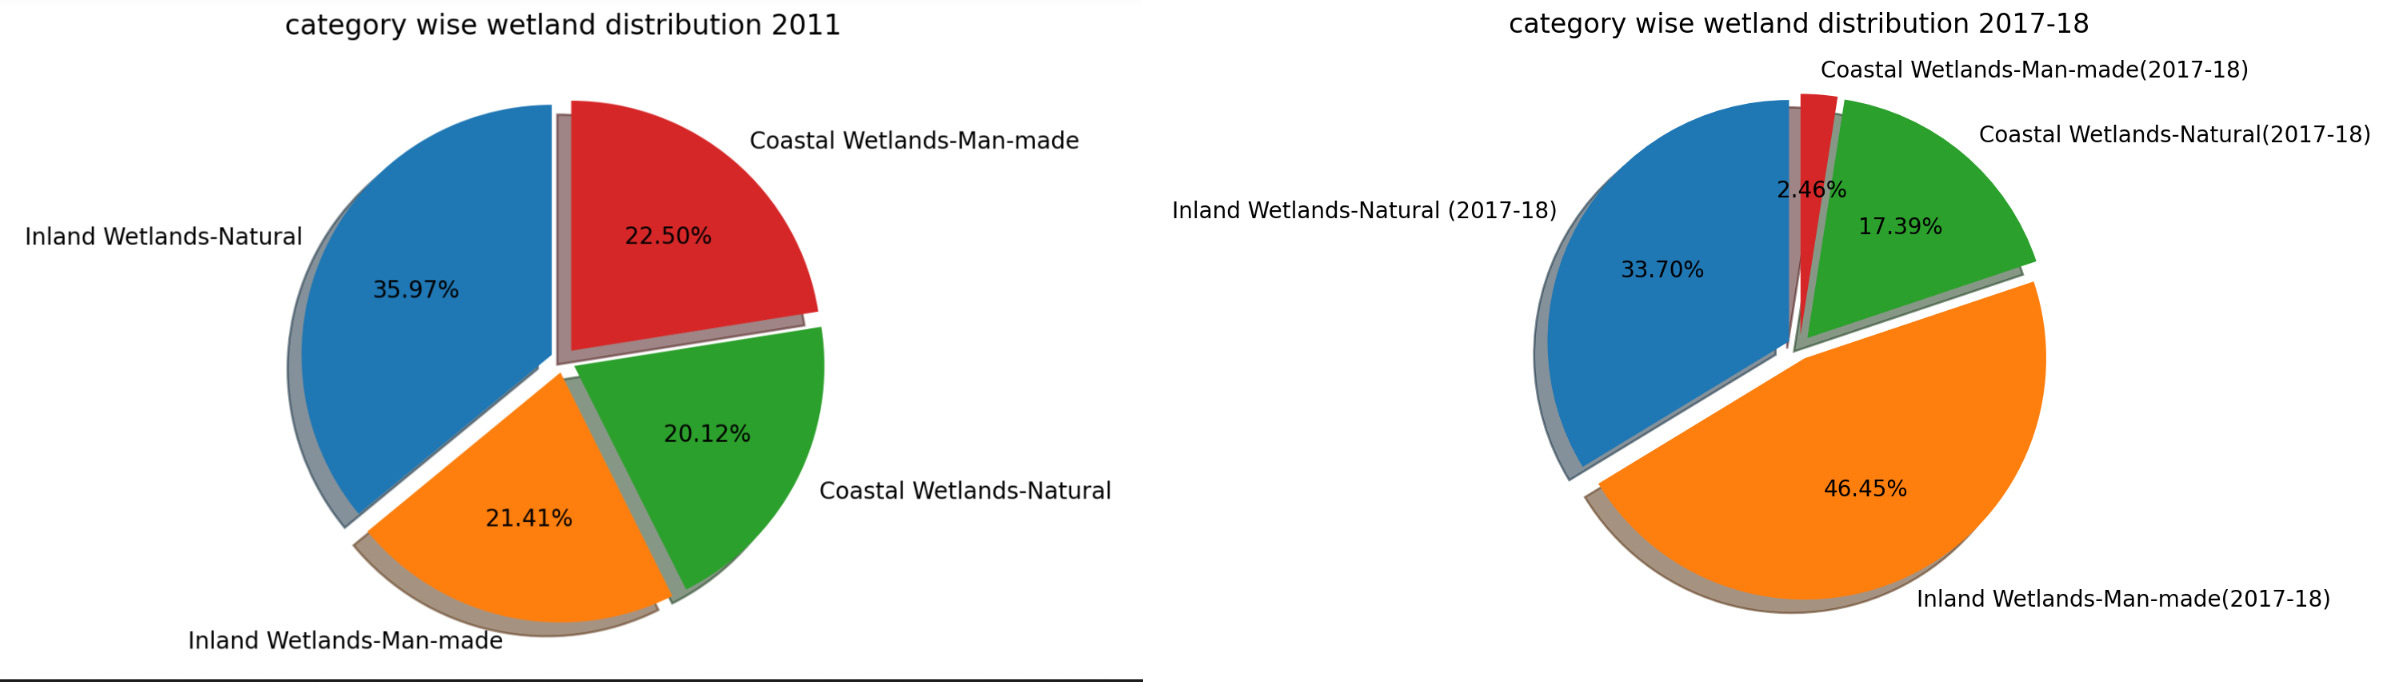 category wise wetland distribution 2011
Coastal Wetlands-Man-made
22.50%
Inland Wetlands-Natural
35.97%
20.12%
Coastal Wetlands-Natural
21.41%
Inland Wetlands-Man-made
category wise wetland distribution 2017-18
Coastal Wetlands-Man-made(2017-18)
Coastal Wetlands-Natural(2017-18)
2.46%
Inland Wetlands-Natural (2017-18)
17.39%
33.70%
46.45%
Inland Wetlands-Man-made(2017-18)